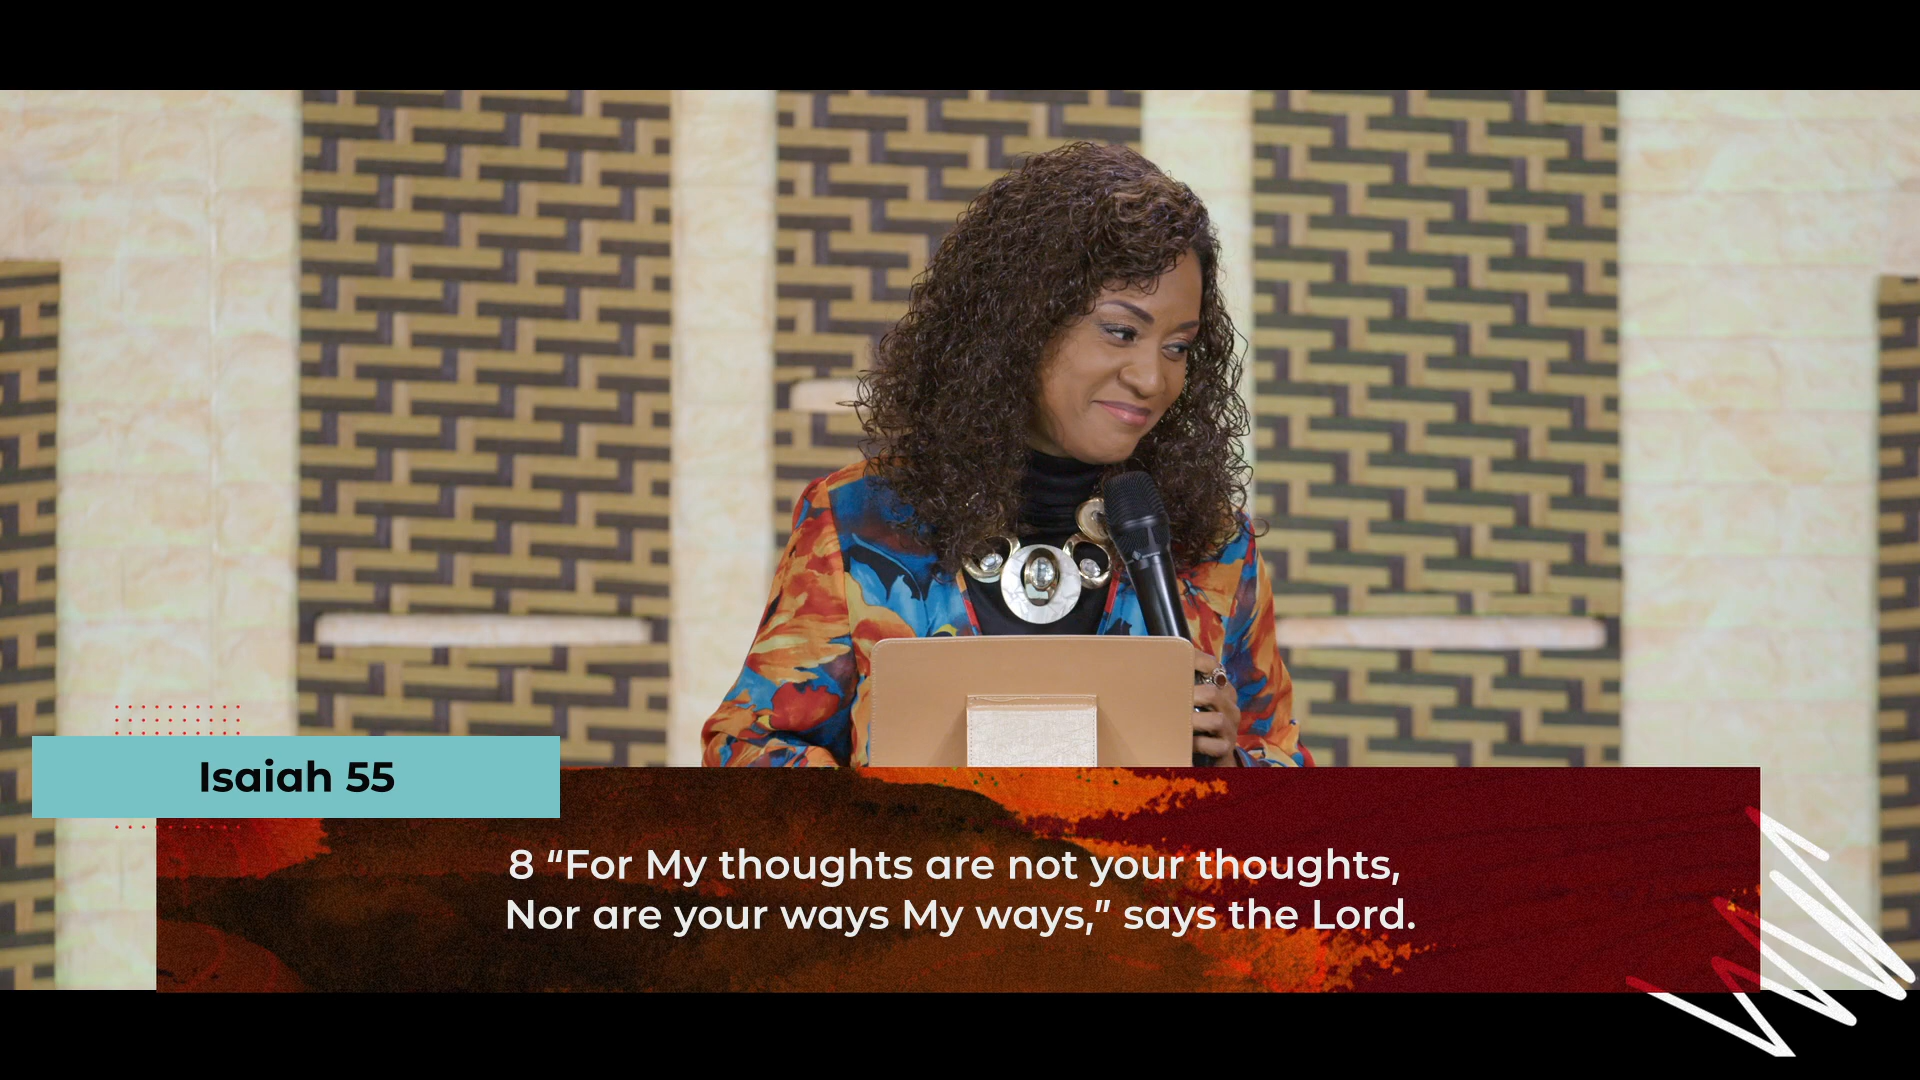 Isaiah 55
8 “For My thoughts are not your thoughts,
Nor are your ways My ways,” says the Lord.